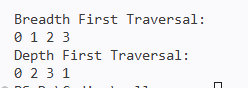 Breadth First Traversal:
0 1 2 3
Depth First Traversal:
0 2 3 1